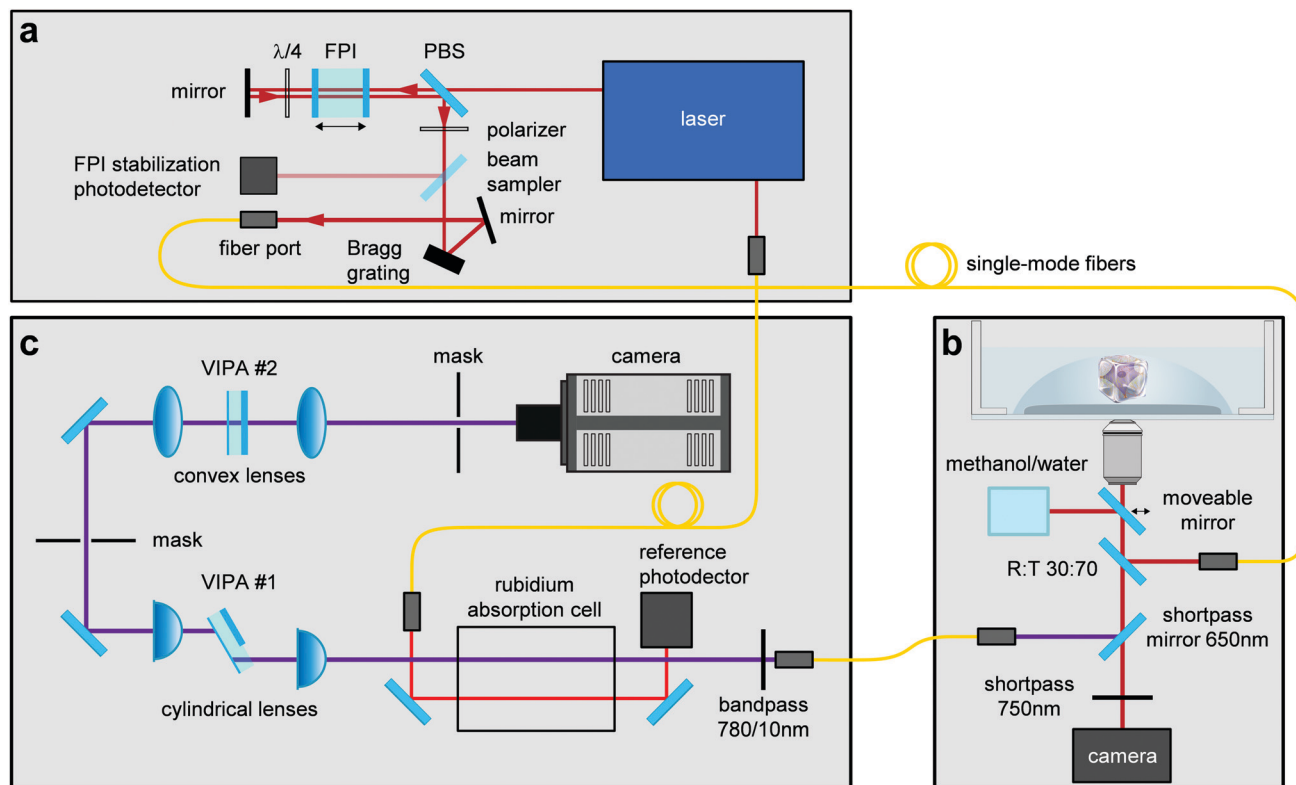 a
λ/4
FPI
PBS
mirror
laser
polarizer
FPI stabilization
photodetector
beam
sampler
mirror
fiber port
Bragg
grating
single-mode fibers
c
VIPA #2
mask
camera
convex lenses
mask
VIPA #1
rubidium
absorption cell
reference
photodector
cylindrical lenses
bandpass
780/10nm
b
methanol/water
moveable
mirror
R:T 30:70
shortpass
mirror 650nm
shortpass
750nm
camera